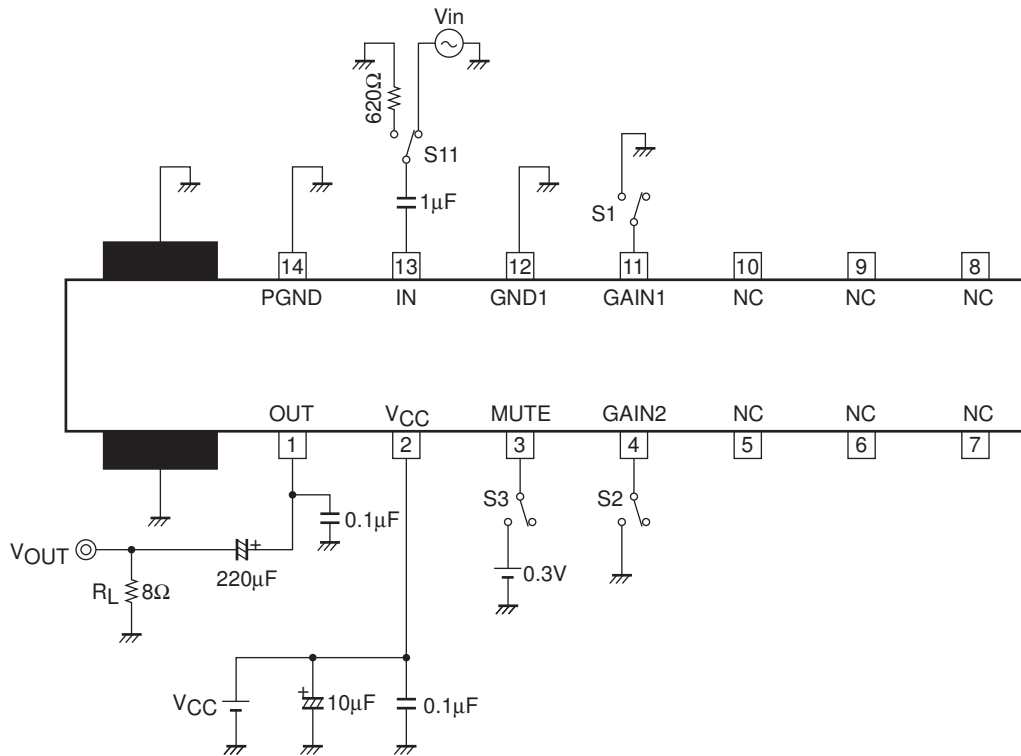 Vin
620Ω
S11
1μF
S1
14
13
12
11
10
9
8
PGND
IN
GND1
GAIN1
NC
NC
NC
OUT
VCC
MUTE
GAIN2
NC
NC
NC
1
2
3
4
5
6
7
S3
S2
0.1μF
VOUT
220μF
0.3V
RL
8Ω
VCC
10μF
0.1μF